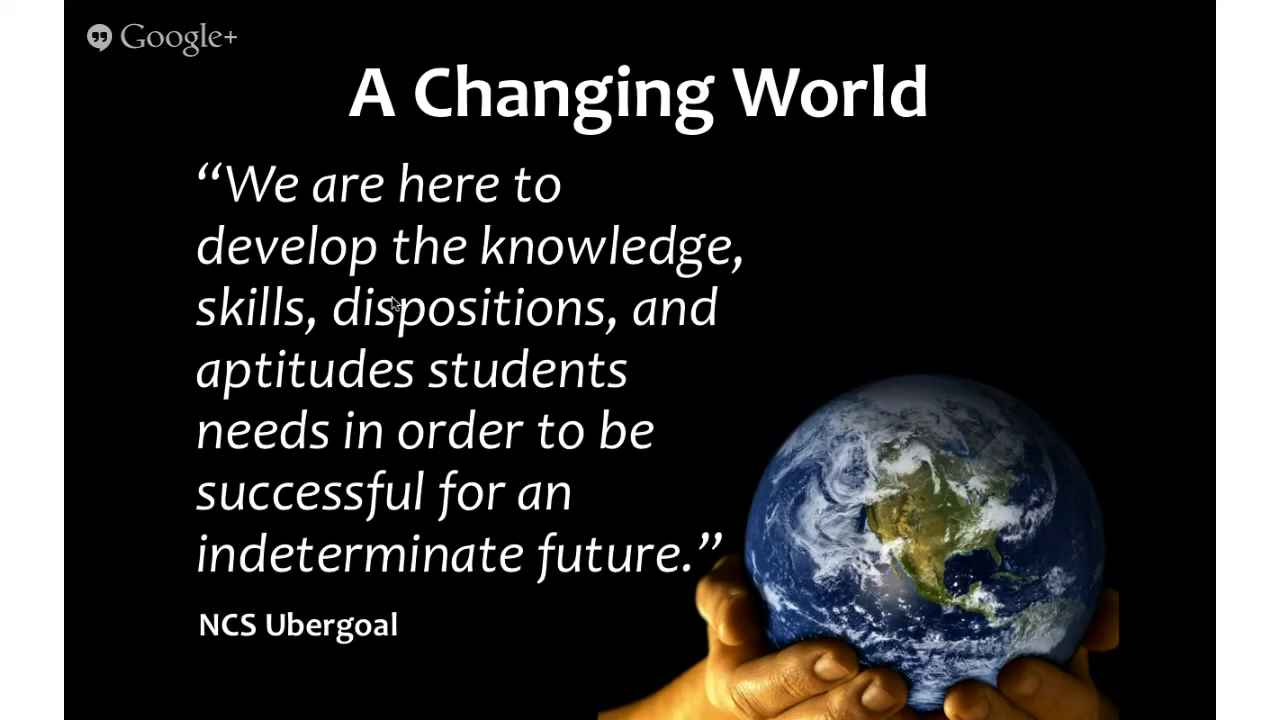 Google+
A Changing World
“We are here to
develop the knowledge,
skills, dispositions, and
aptitudes students
needs in order to be
successful for an
indeterminate future.”
NCS Ubergoal